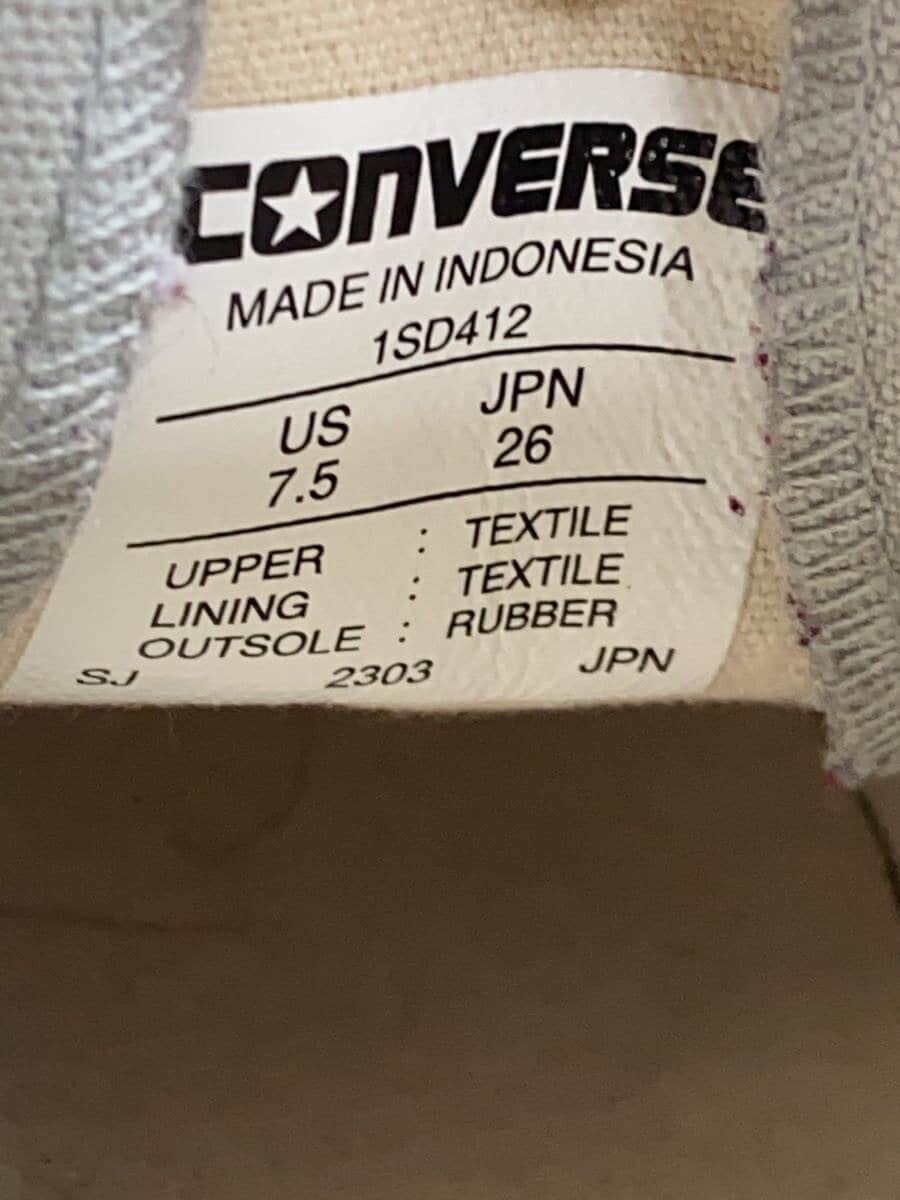 CONVERSE
MADE IN INDONESIA
1SD412
US JPN
7.5 26
UPPER : TEXTILE
LINING : TEXTILE
OUTSOLE : RUBBER
SJ 2303 JPN